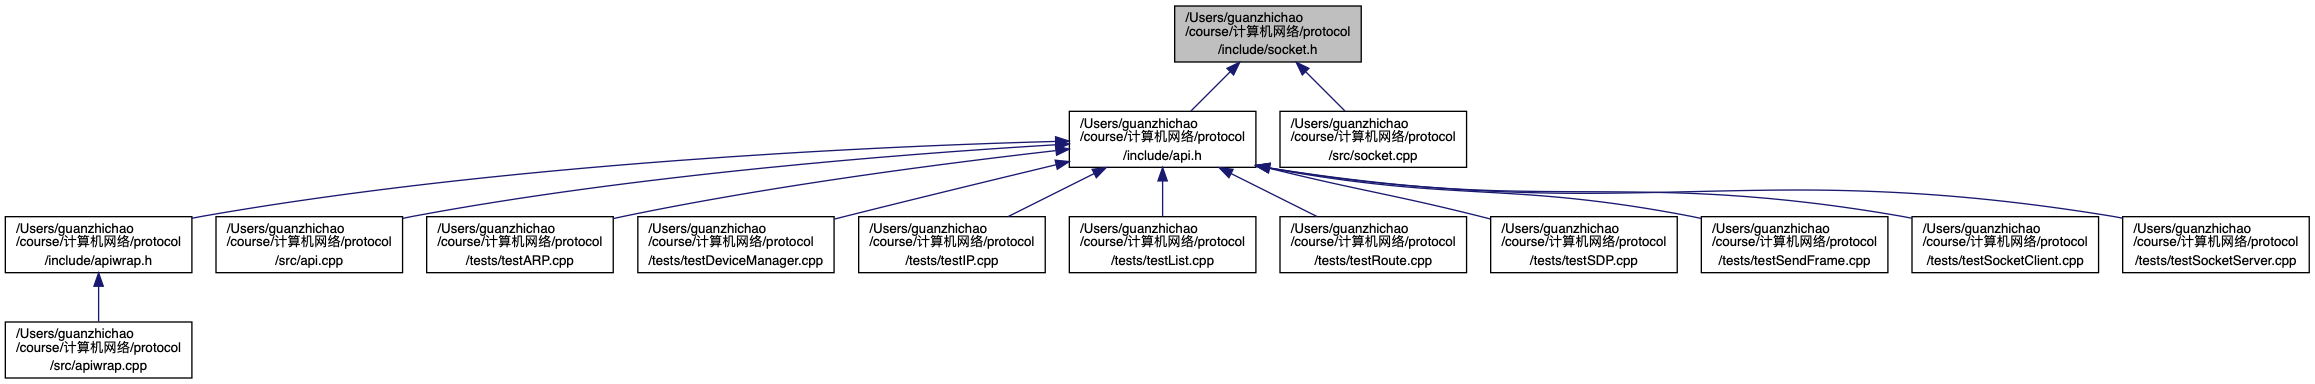 /Users/guanzhichao
/course/计算机网络/protocol
/include/socket.h
/Users/guanzhichao
/course/计算机网络/protocol
/include/api.h
/Users/guanzhichao
/course/计算机网络/protocol
/src/socket.cpp
/Users/guanzhichao
/course/计算机网络/protocol
/include/apiwrap.h
/Users/guanzhichao
/course/计算机网络/protocol
/src/api.cpp
/Users/guanzhichao
/course/计算机网络/protocol
/tests/testARP.cpp
/Users/guanzhichao
/course/计算机网络/protocol
/tests/testDeviceManager.cpp
/Users/guanzhichao
/course/计算机网络/protocol
/tests/testIP.cpp
/Users/guanzhichao
/course/计算机网络/protocol
/tests/testList.cpp
/Users/guanzhichao
/course/计算机网络/protocol
/tests/testRoute.cpp
/Users/guanzhichao
/course/计算机网络/protocol
/tests/testSDP.cpp
/Users/guanzhichao
/course/计算机网络/protocol
/tests/testSendFrame.cpp
/Users/guanzhichao
/course/计算机网络/protocol
/tests/testSocketClient.cpp
/Users/guanzhichao
/course/计算机网络/protocol
/tests/testSocketServer.cpp
/Users/guanzhichao
/course/计算机网络/protocol
/src/apiwrap.cpp